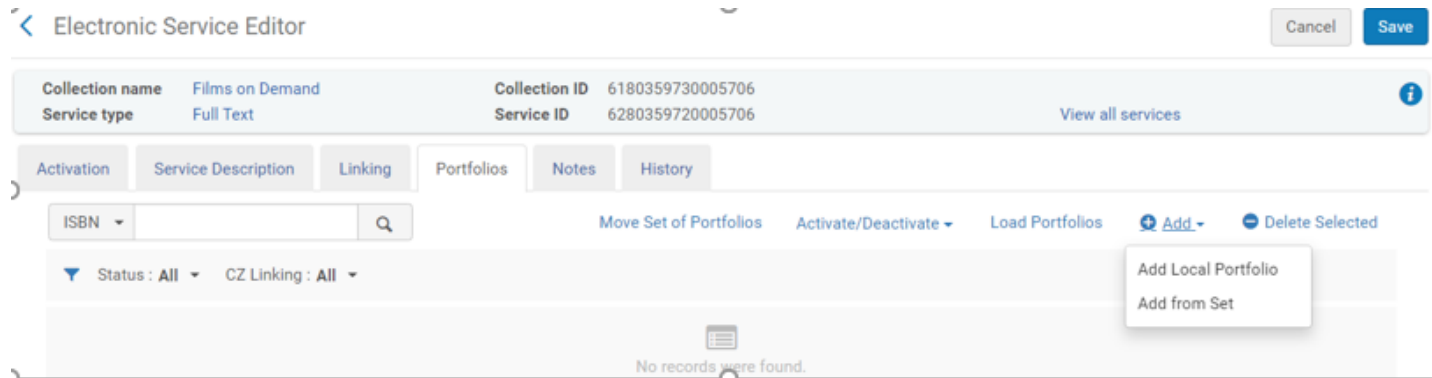 Electronic Service Editor Cancel Save
Collection name Films on Demand Collection ID 6180359730005706
Service type Full Text Service ID 6280359720005706 View all services
Activation Service Description Linking Portfolios Notes History
ISBN Move Set of Portfolios Activate/Deactivate Load Portfolios Add Delete Selected
Status : All CZ Linking : All Add Local Portfolio
Add from Set
No records were found.